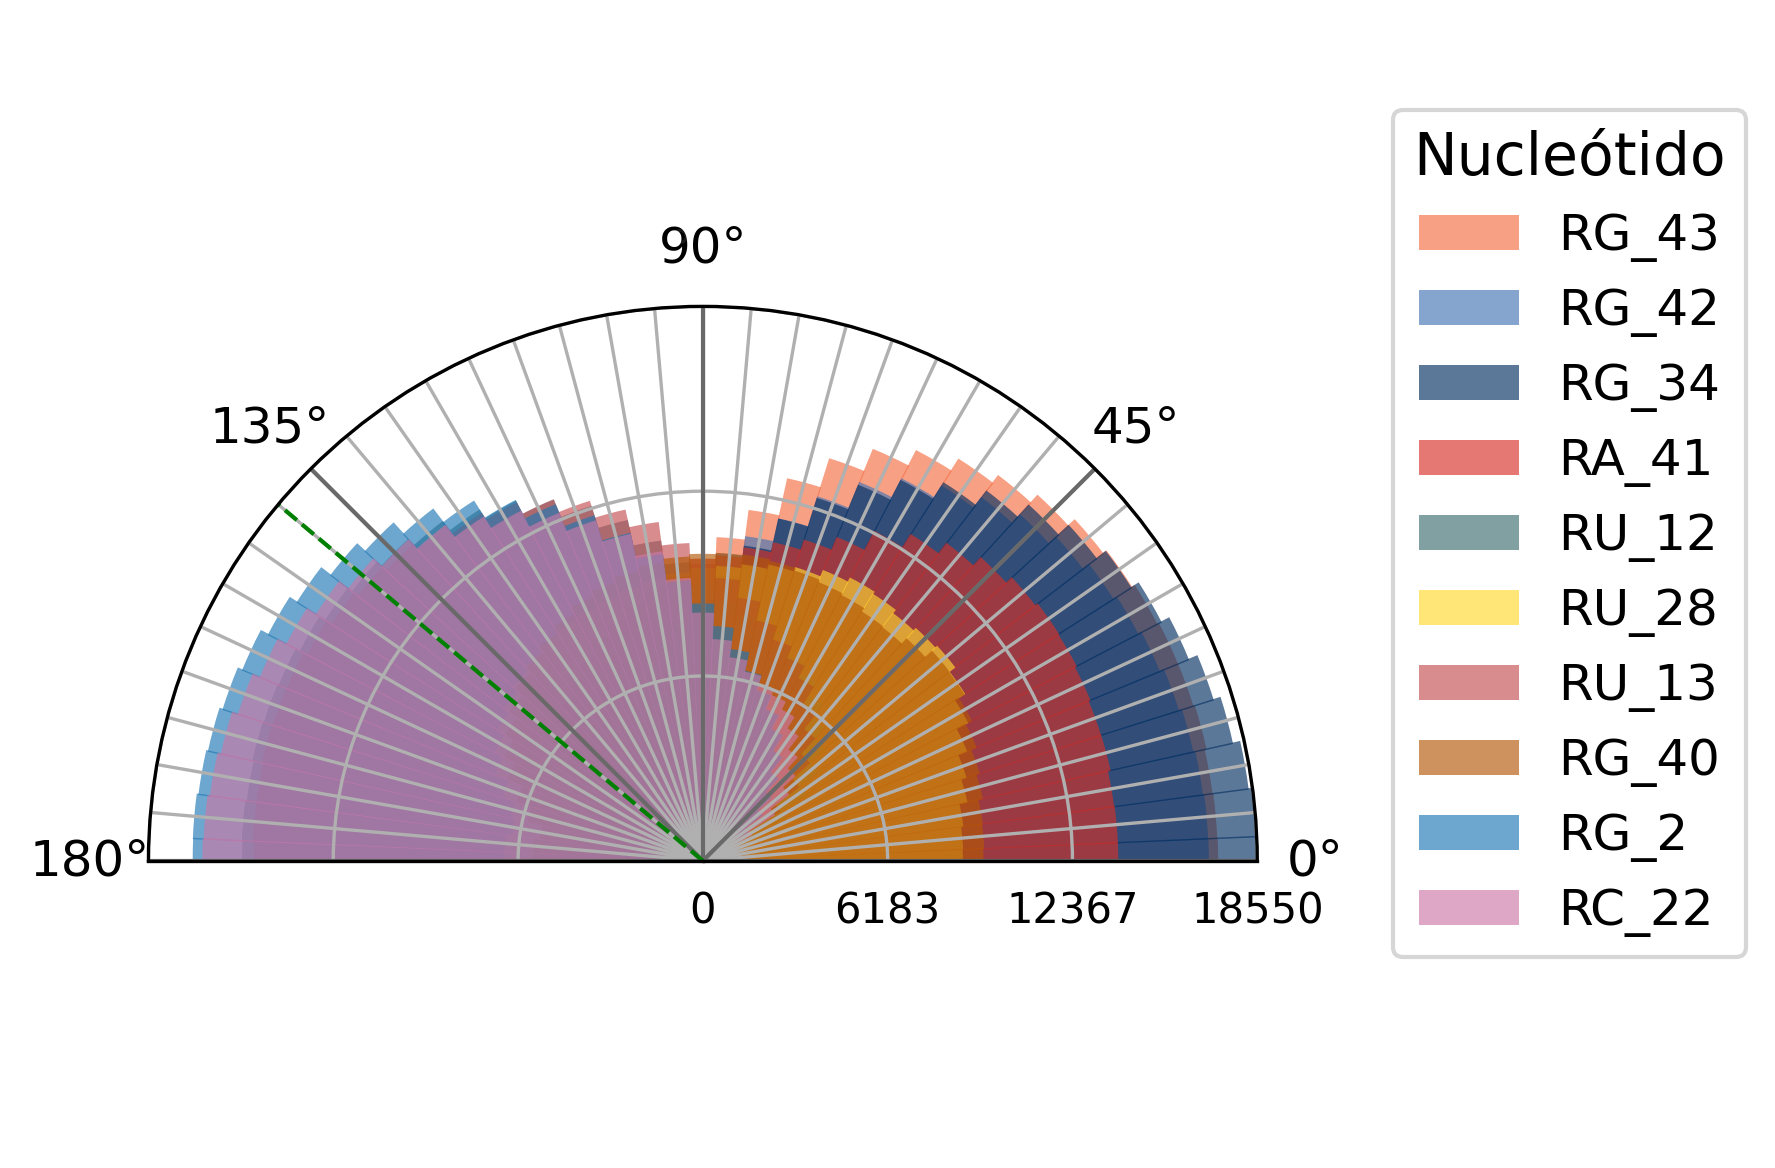 90°
135°
45°
180°
0°
0
6183
12367
18550
Nucleótido
RG_43
RG_42
RG_34
RA_41
RU_12
RU_28
RU_13
RG_40
RG_2
RC_22